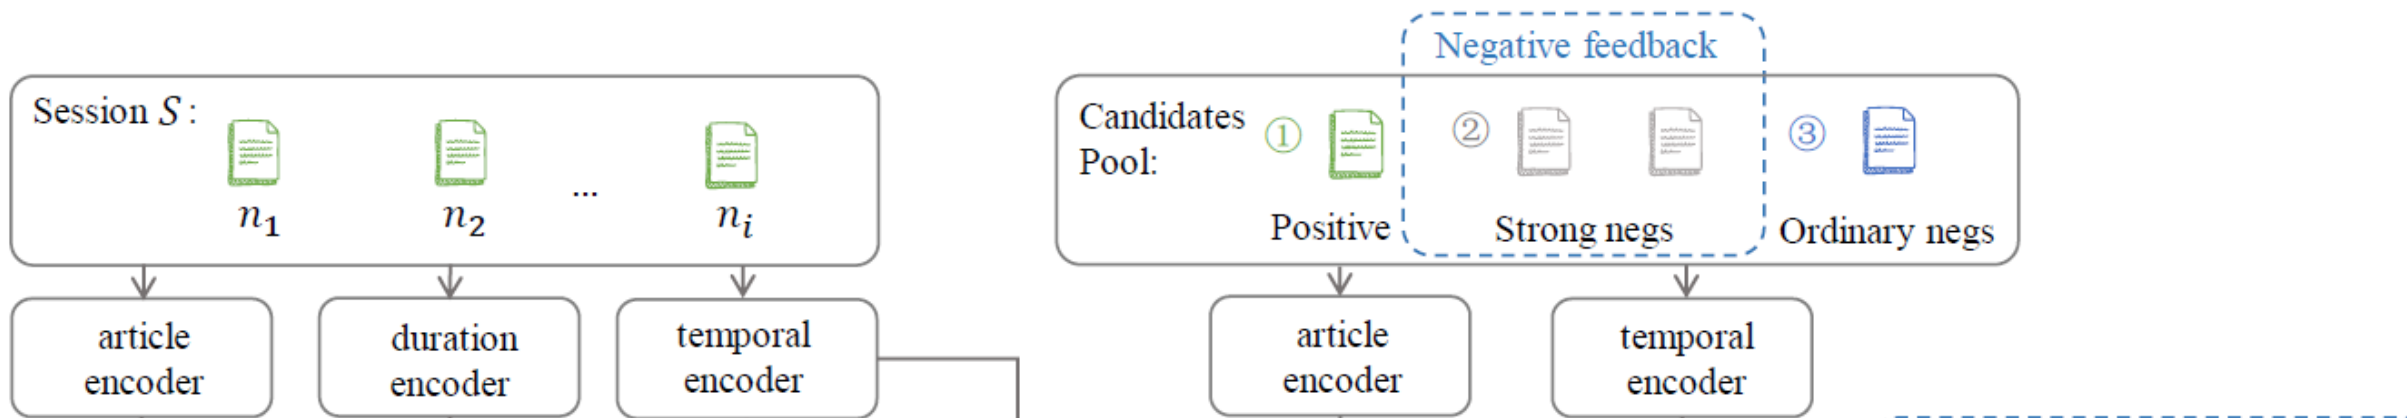 Session S :
n1 n2 ... ni
article encoder
duration encoder
temporal encoder
Negative feedback
Candidates Pool:
① ② ③
Positive
Strong negs
Ordinary negs
article encoder
temporal encoder